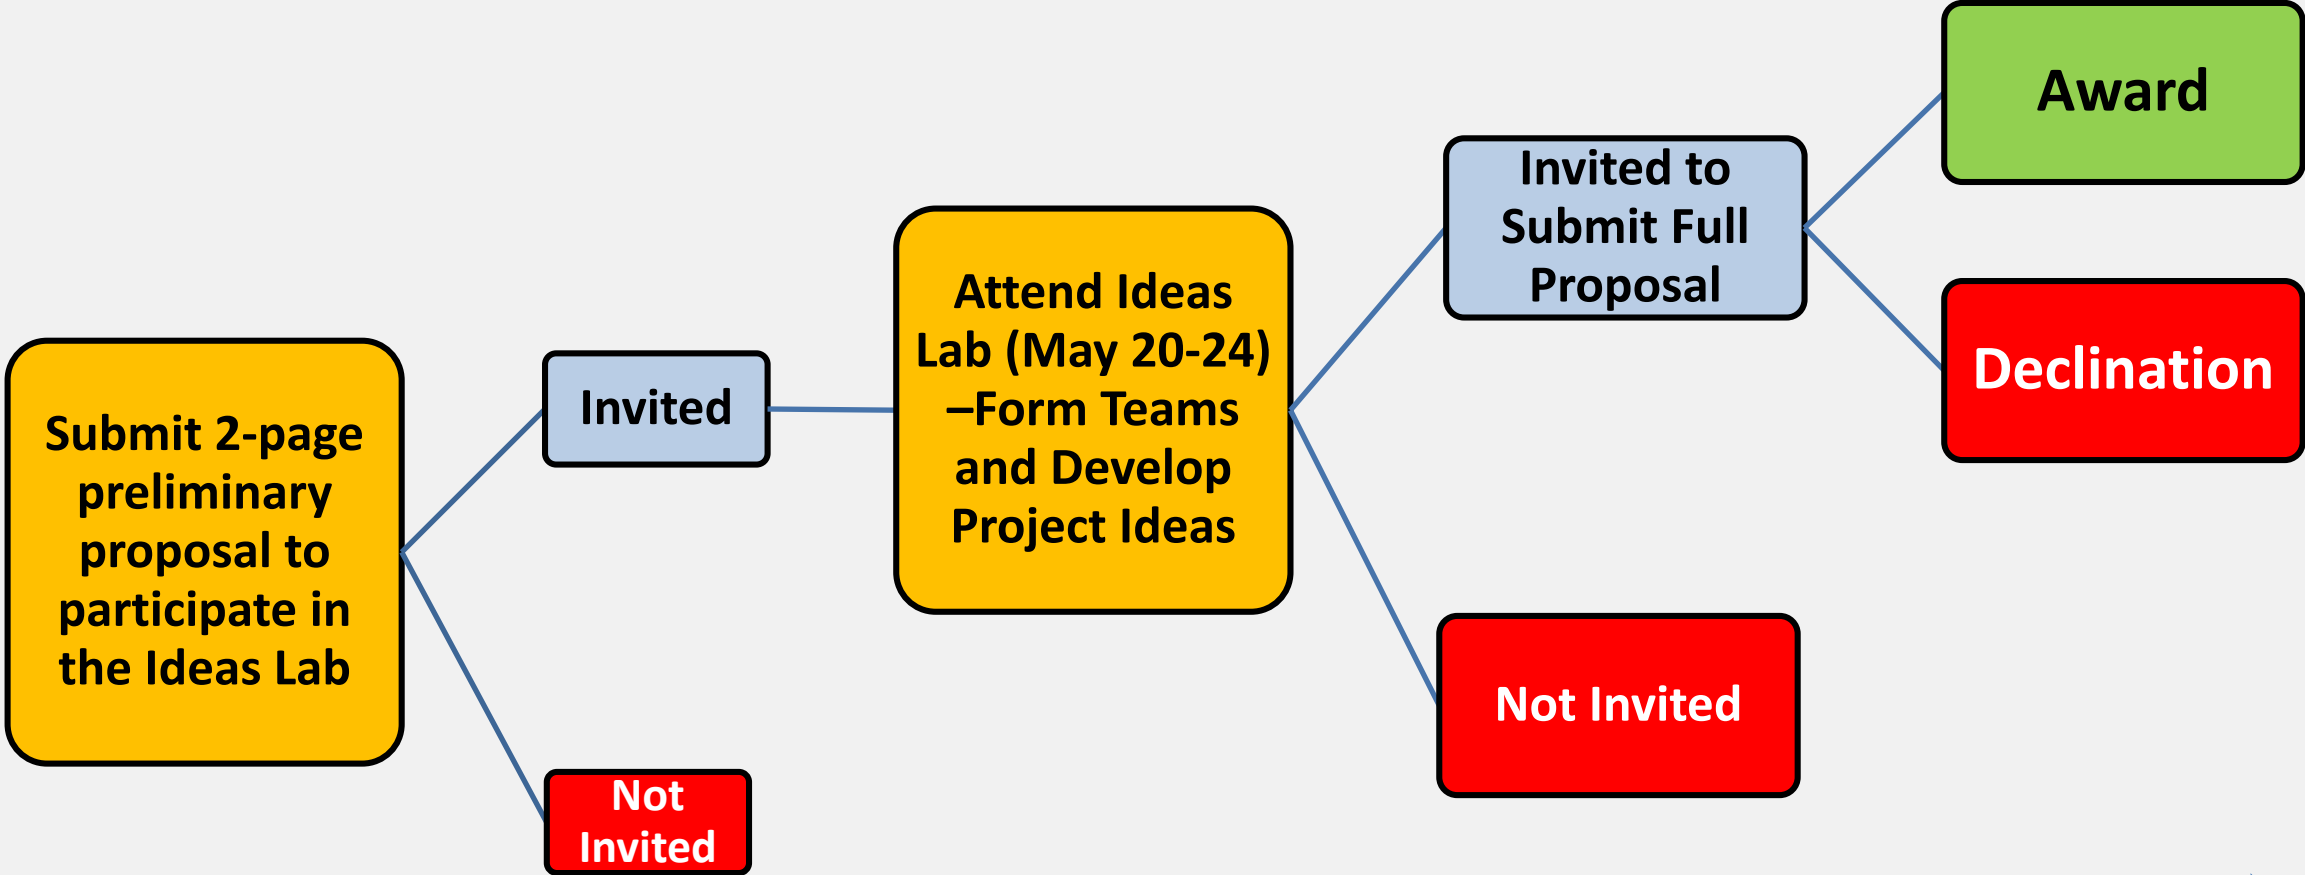 Submit 2-page
preliminary
proposal to
participate in
the Ideas Lab
Invited
Not
Invited
Attend Ideas
Lab (May 20-24)
–Form Teams
and Develop
Project Ideas
Invited to
Submit Full
Proposal
Not Invited
Award
Declination